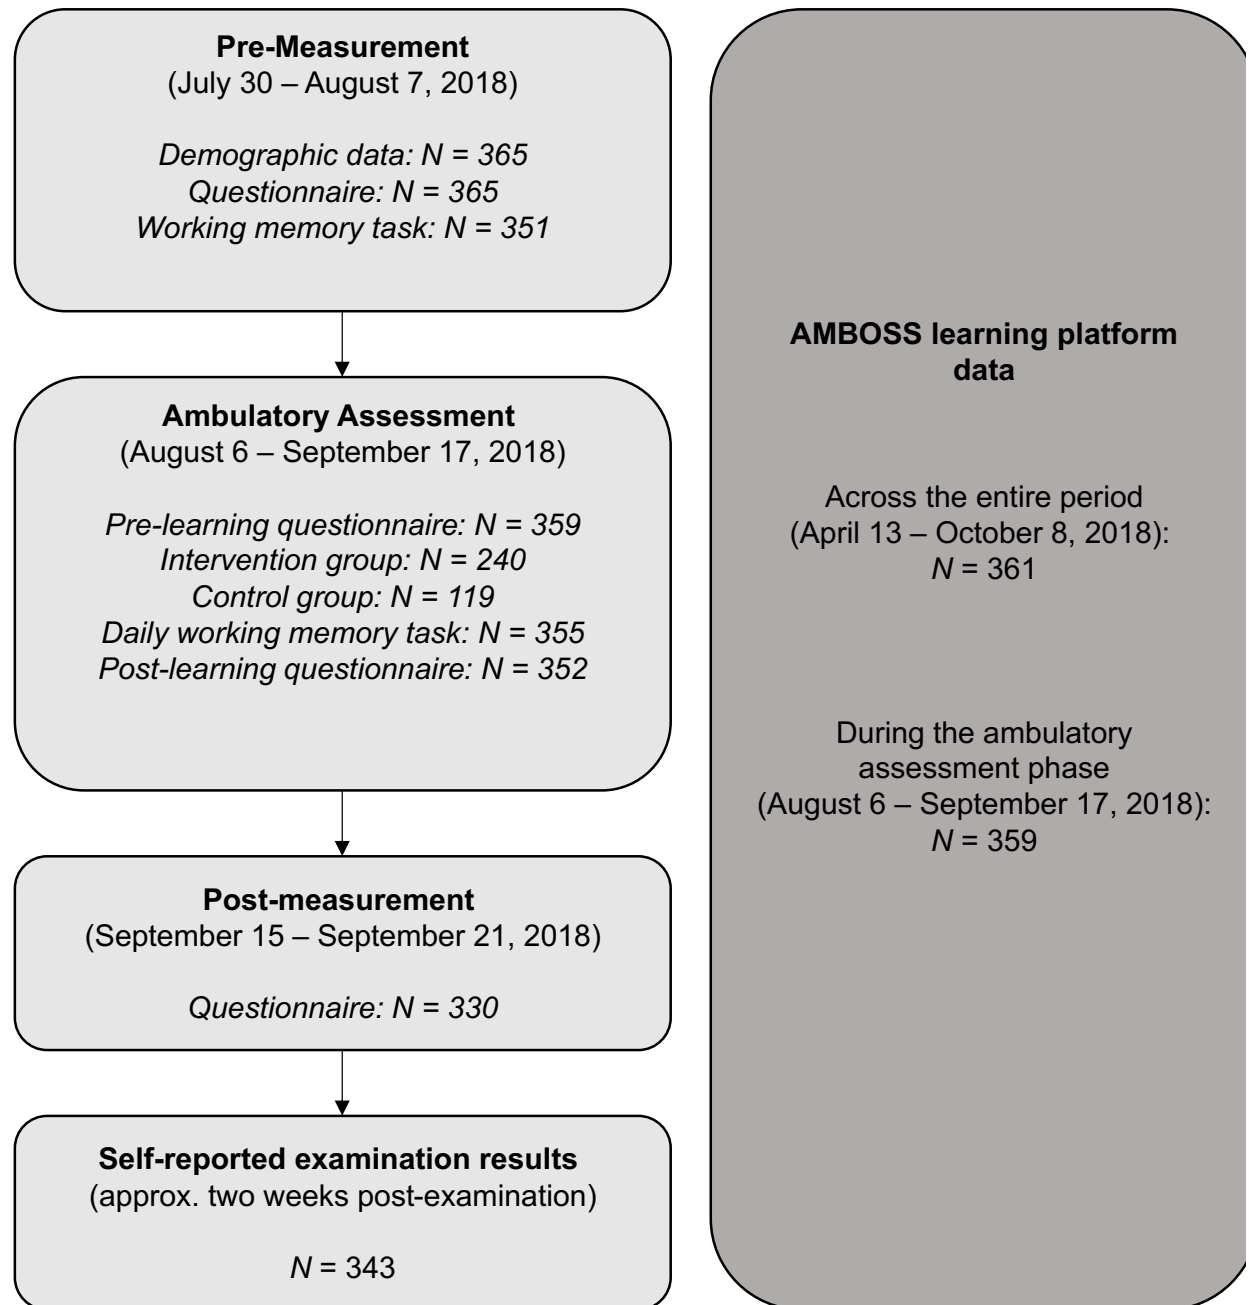 Pre-Measurement
(July 30 – August 7, 2018)
Demographic data: N = 365
Questionnaire: N = 365
Working memory task: N = 351
Ambulatory Assessment
(August 6 – September 17, 2018)
Pre-learning questionnaire: N = 359
Intervention group: N = 240
Control group: N = 119
Daily working memory task: N = 355
Post-learning questionnaire: N = 352
Post-measurement
(September 15 – September 21, 2018)
Questionnaire: N = 330
Self-reported examination results
(approx. two weeks post-examination)
N = 343
AMBOSS learning platform
data
Across the entire period
(April 13 – October 8, 2018):
N = 361
During the ambulatory
assessment phase
(August 6 – September 17, 2018):
N = 359